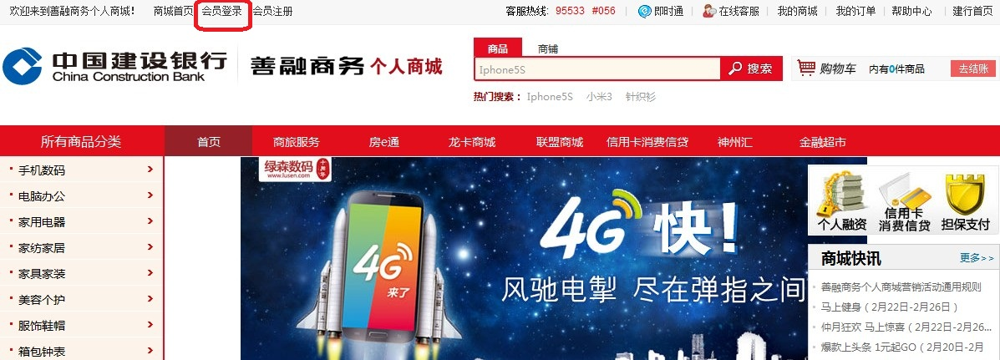 欢迎来到善融商务个人商城! 商城首页 会员登录 会员注册 客服热线: 95533 #056 即时通 在线客服 我的商城 我的订单 帮助中心 建行首页
中国建设银行
China Construction Bank
善融商务 个人商城
商品 商铺
Iphone5S 搜索
热门搜索: Iphone5S 小米3 针织衫
购物车 内有0件商品 去结账
所有商品分类 首页 商旅服务 房e通 龙卡商城 联盟商城 信用卡消费信贷 神州汇 金融超市
手机数码
电脑办公
家用电器
家纺家居
家具家装
美容个护
服饰鞋帽
箱包钟表
绿森数码
www.lusen.com
十周年
4G
来了
4G 快!
风驰电掣 尽在弹指之间
个人融资
信用卡
消费信贷
担保支付
商城快讯 更多>>
善融商务个人商城营销活动通用规则
马上健身(2月22日-2月26日)
仲月狂欢 马上惊喜(2月22日-2月26...
爆款上头条 1元起GO(2月20日-2月